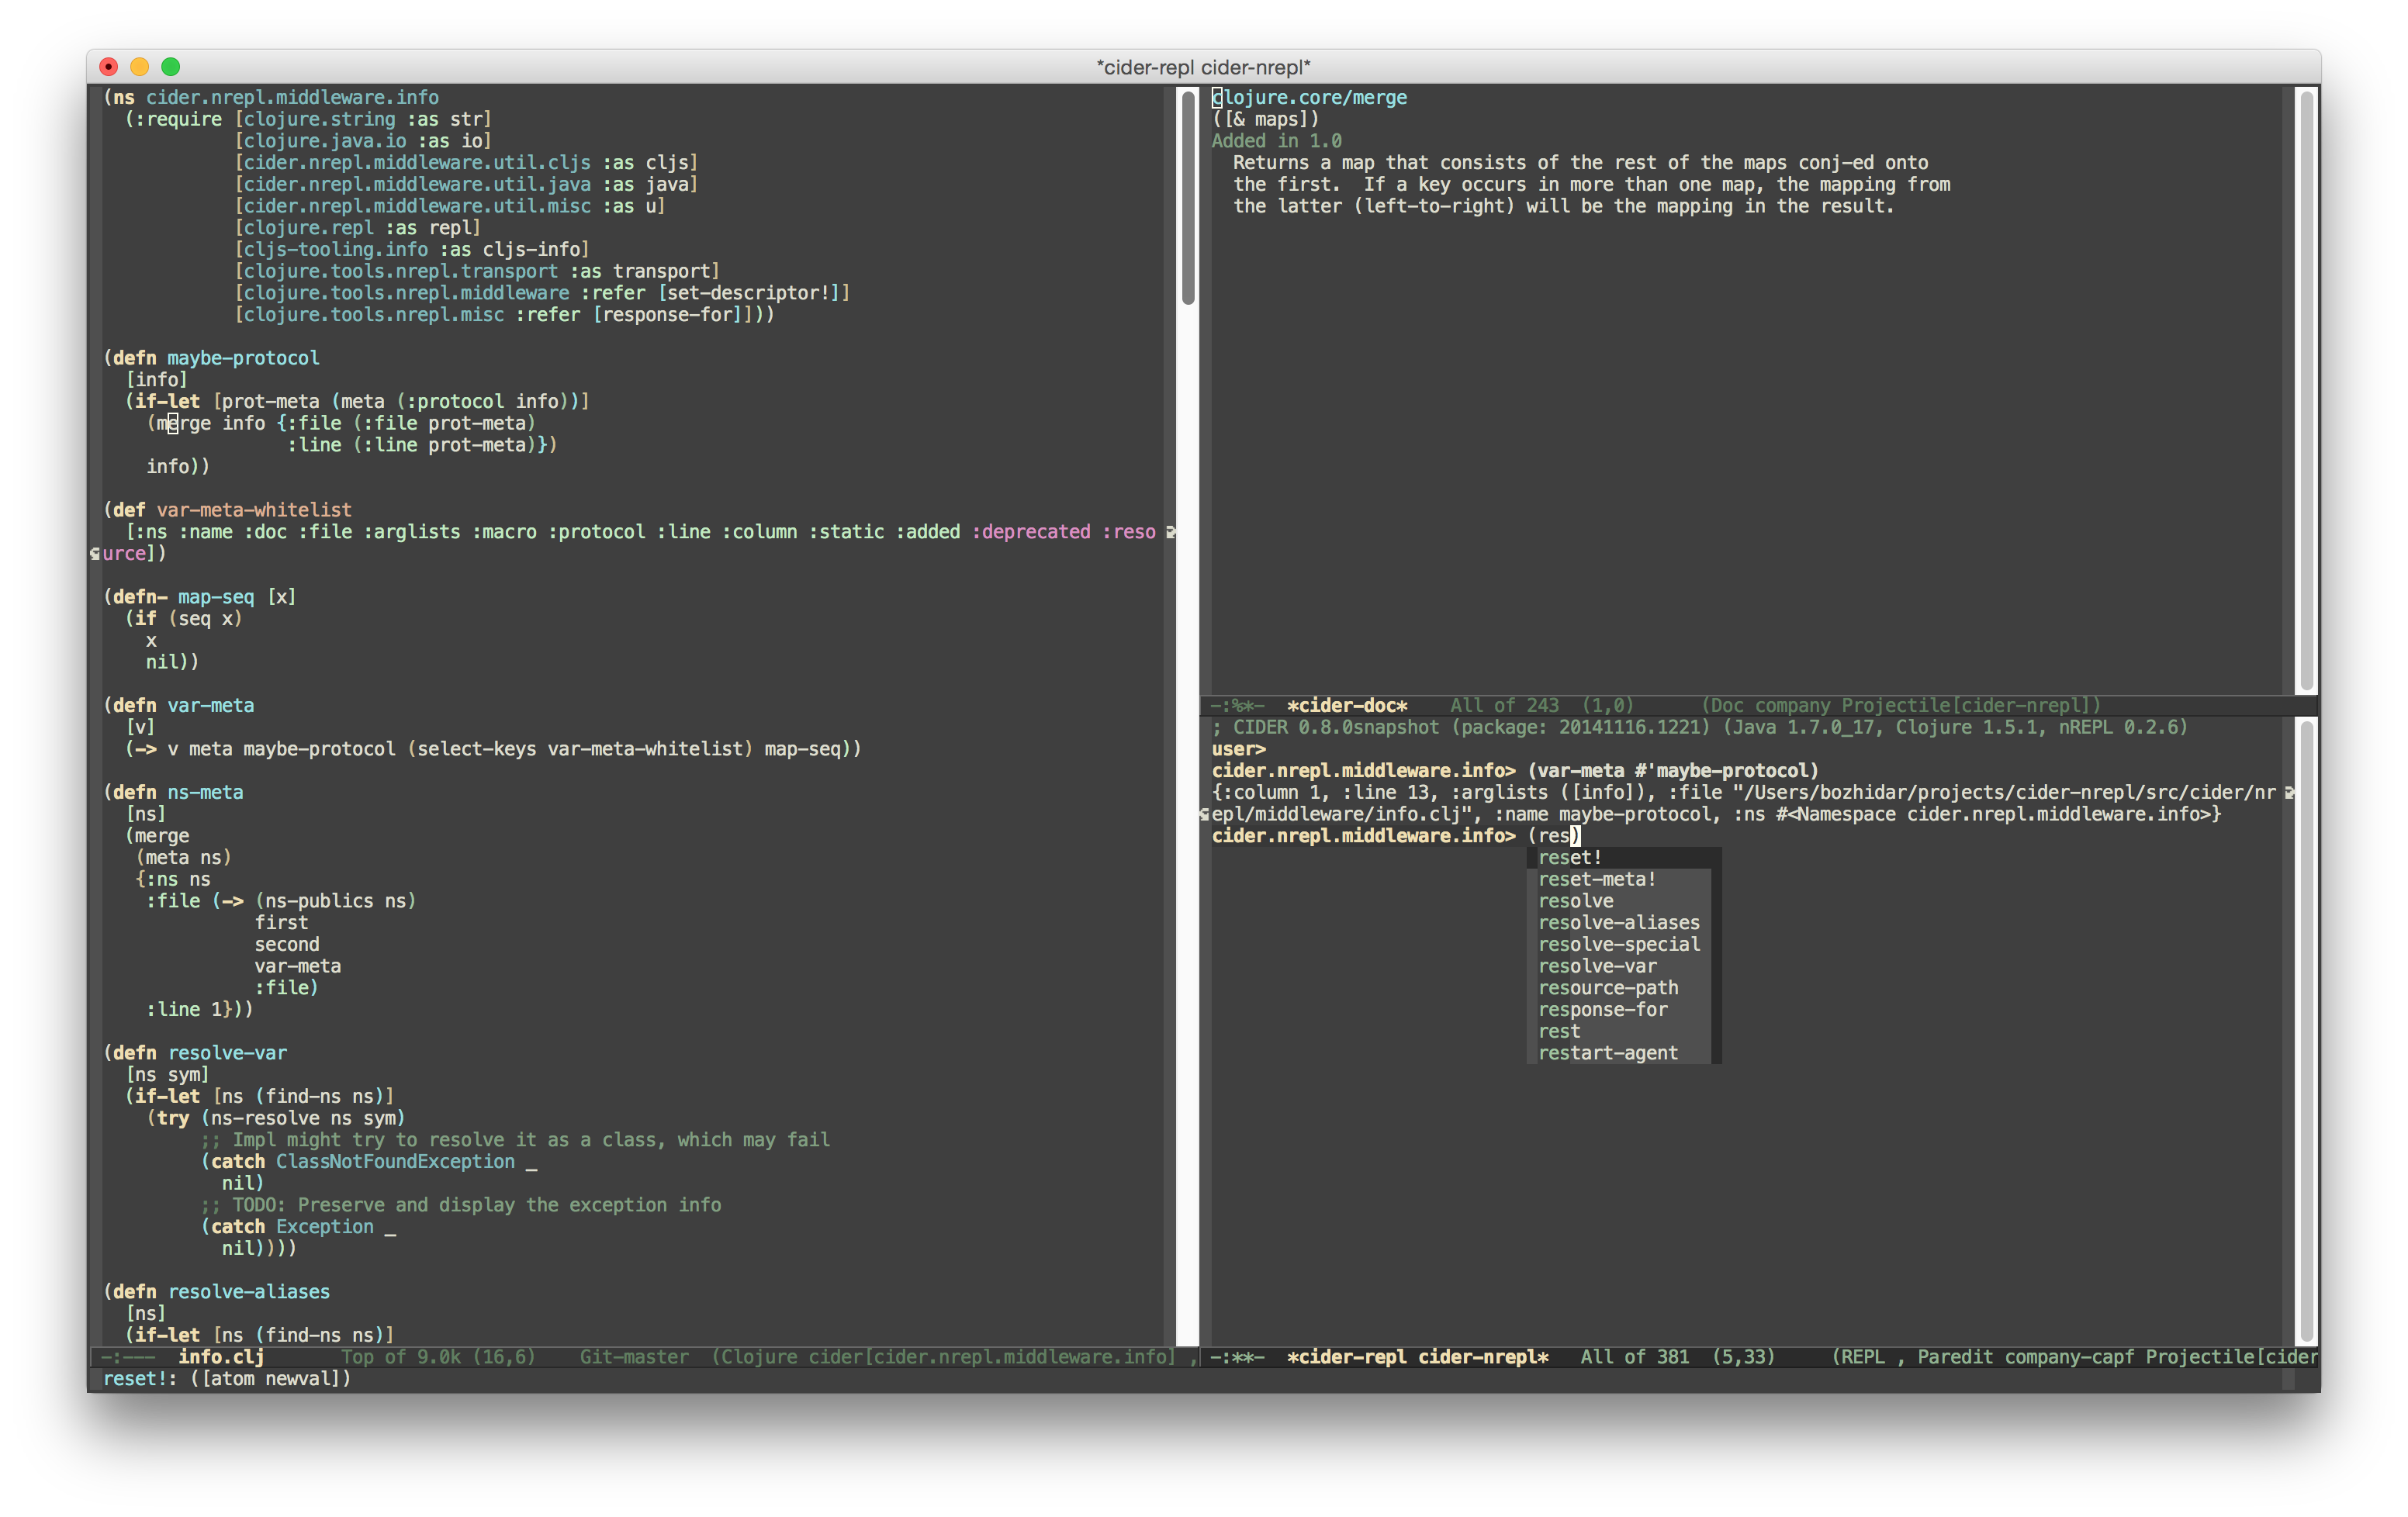 *cider-repl cider-nrepl*
(ns cider.nrepl.middleware.info
  (:require [clojure.string :as str]
            [clojure.java.io :as io]
            [cider.nrepl.middleware.util.cljs :as cljs]
            [cider.nrepl.middleware.util.java :as java]
            [cider.nrepl.middleware.util.misc :as u]
            [clojure.repl :as repl]
            [cljs-tooling.info :as cljs-info]
            [clojure.tools.nrepl.transport :as transport]
            [clojure.tools.nrepl.middleware :refer [set-descriptor!]]
            [clojure.tools.nrepl.misc :refer [response-for]]))
(defn maybe-protocol
  [info]
  (if-let [prot-meta (meta (:protocol info))]
    (merge info {:file (:file prot-meta)
                 :line (:line prot-meta)})
    info))
(def var-meta-whitelist
  [:ns :name :doc :file :arglists :macro :protocol :line :column :static :added :deprecated :reso
urce])
(defn- map-seq [x]
  (if (seq x)
    x
    nil))
(defn var-meta
  [v]
  (-> v meta maybe-protocol (select-keys var-meta-whitelist) map-seq))
(defn ns-meta
  [ns]
  (merge
   (meta ns)
   {:ns ns
    :file (-> (ns-publics ns)
              first
              second
              var-meta
              :file)
    :line 1}))
(defn resolve-var
  [ns sym]
  (if-let [ns (find-ns ns)]
    (try (ns-resolve ns sym)
         ;; Impl might try to resolve it as a class, which may fail
         (catch ClassNotFoundException _
           nil)
         ;; TODO: Preserve and display the exception info
         (catch Exception _
           nil))))
(defn resolve-aliases
  [ns]
  (if-let [ns (find-ns ns)]
-:---  info.clj       Top of 9.0k (16,6)    Git-master  (Clojure cider[cider.nrepl.middleware.info] ,
clojure.core/merge
([& maps])
Added in 1.0
  Returns a map that consists of the rest of the maps conj-ed onto
  the first.  If a key occurs in more than one map, the mapping from
  the latter (left-to-right) will be the mapping in the result.
-:%*-  *cider-doc*    All of 243  (1,0)      (Doc company Projectile[cider-nrepl])
; CIDER 0.8.0snapshot (package: 20141116.1221) (Java 1.7.0_17, Clojure 1.5.1, nREPL 0.2.6)
user>
cider.nrepl.middleware.info> (var-meta #'maybe-protocol)
{:column 1, :line 13, :arglists ([info]), :file "/Users/bozhidar/projects/cider-nrepl/src/cider/nr
epl/middleware/info.clj", :name maybe-protocol, :ns #<Namespace cider.nrepl.middleware.info>}
cider.nrepl.middleware.info> (res)
reset!
reset-meta!
resolve
resolve-aliases
resolve-special
resolve-var
resource-path
response-for
rest
restart-agent
-:**-  *cider-repl cider-nrepl*   All of 381  (5,33)     (REPL , Paredit company-capf Projectile[cider
reset!: ([atom newval])